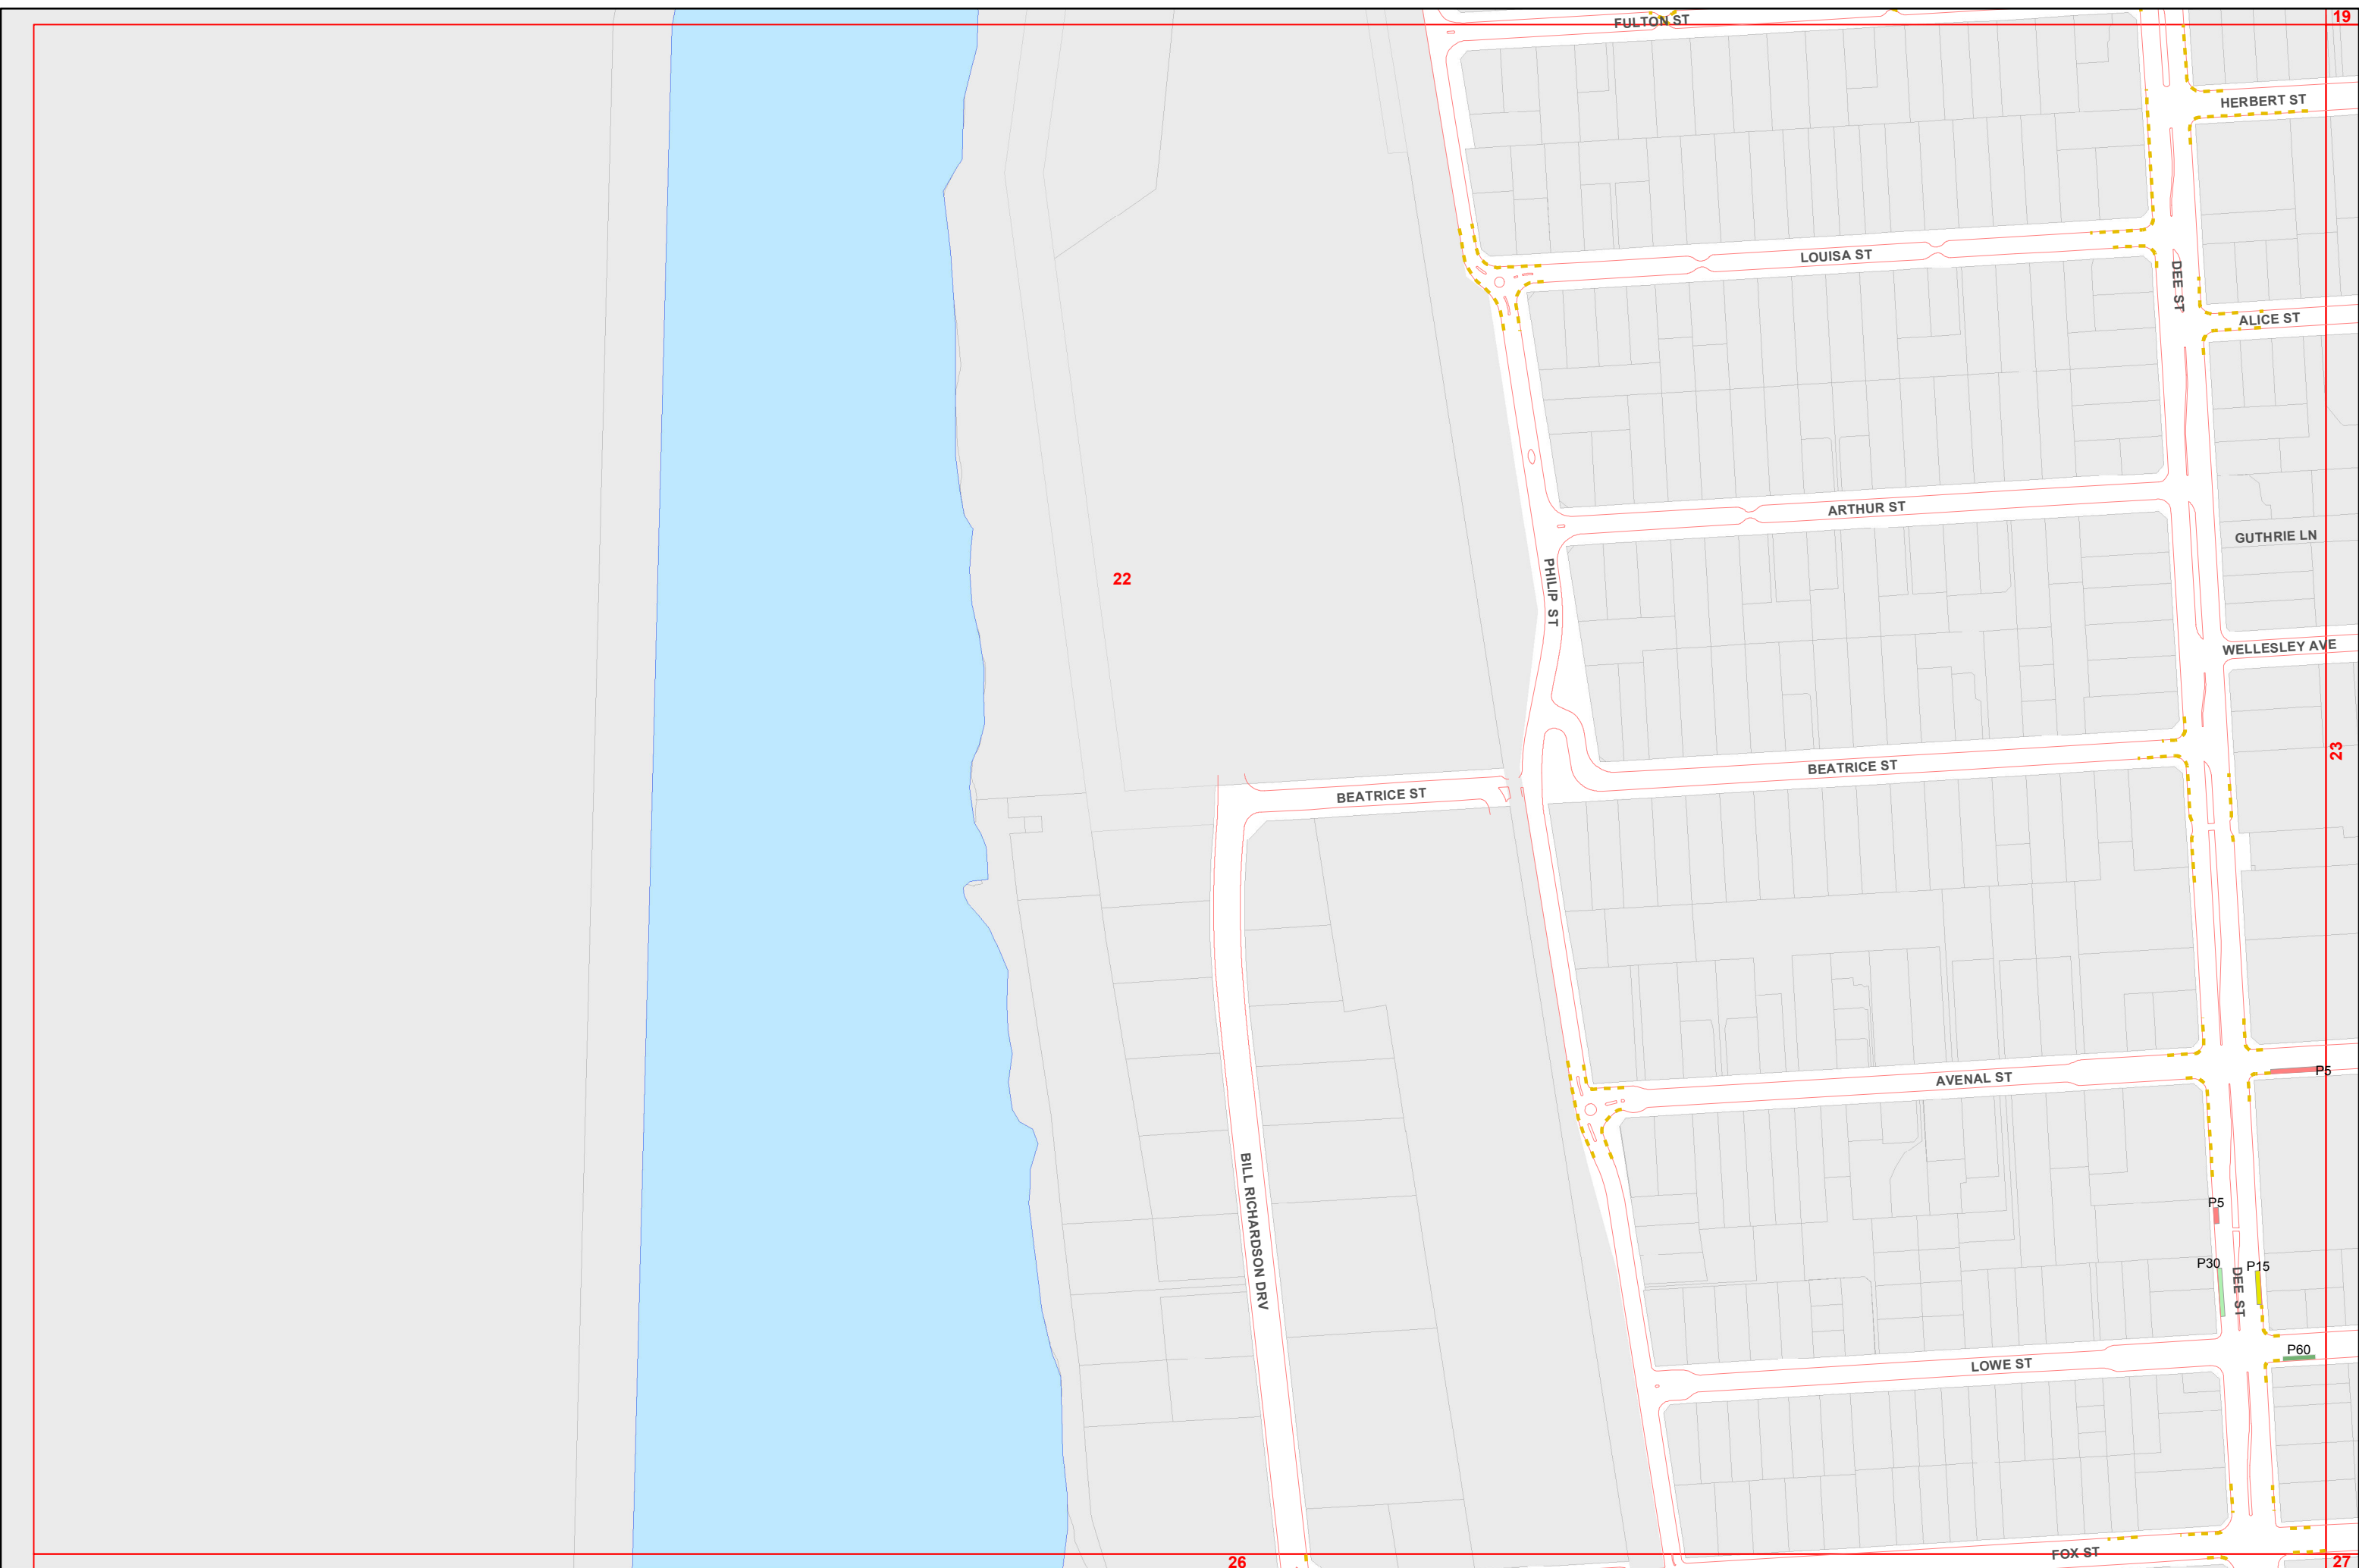 19
FULTON ST
HERBERT ST
LOUISA ST
DEE ST
ALICE ST
ARTHUR ST
GUTHRIE LN
22
PHILIP ST
WELLESLEY AVE
23
BEATRICE ST
BEATRICE ST
P5
AVENAL ST
BILL RICHARDSON DRV
P5
P30
P15
DEE ST
P60
LOWE ST
FOX ST
26
27